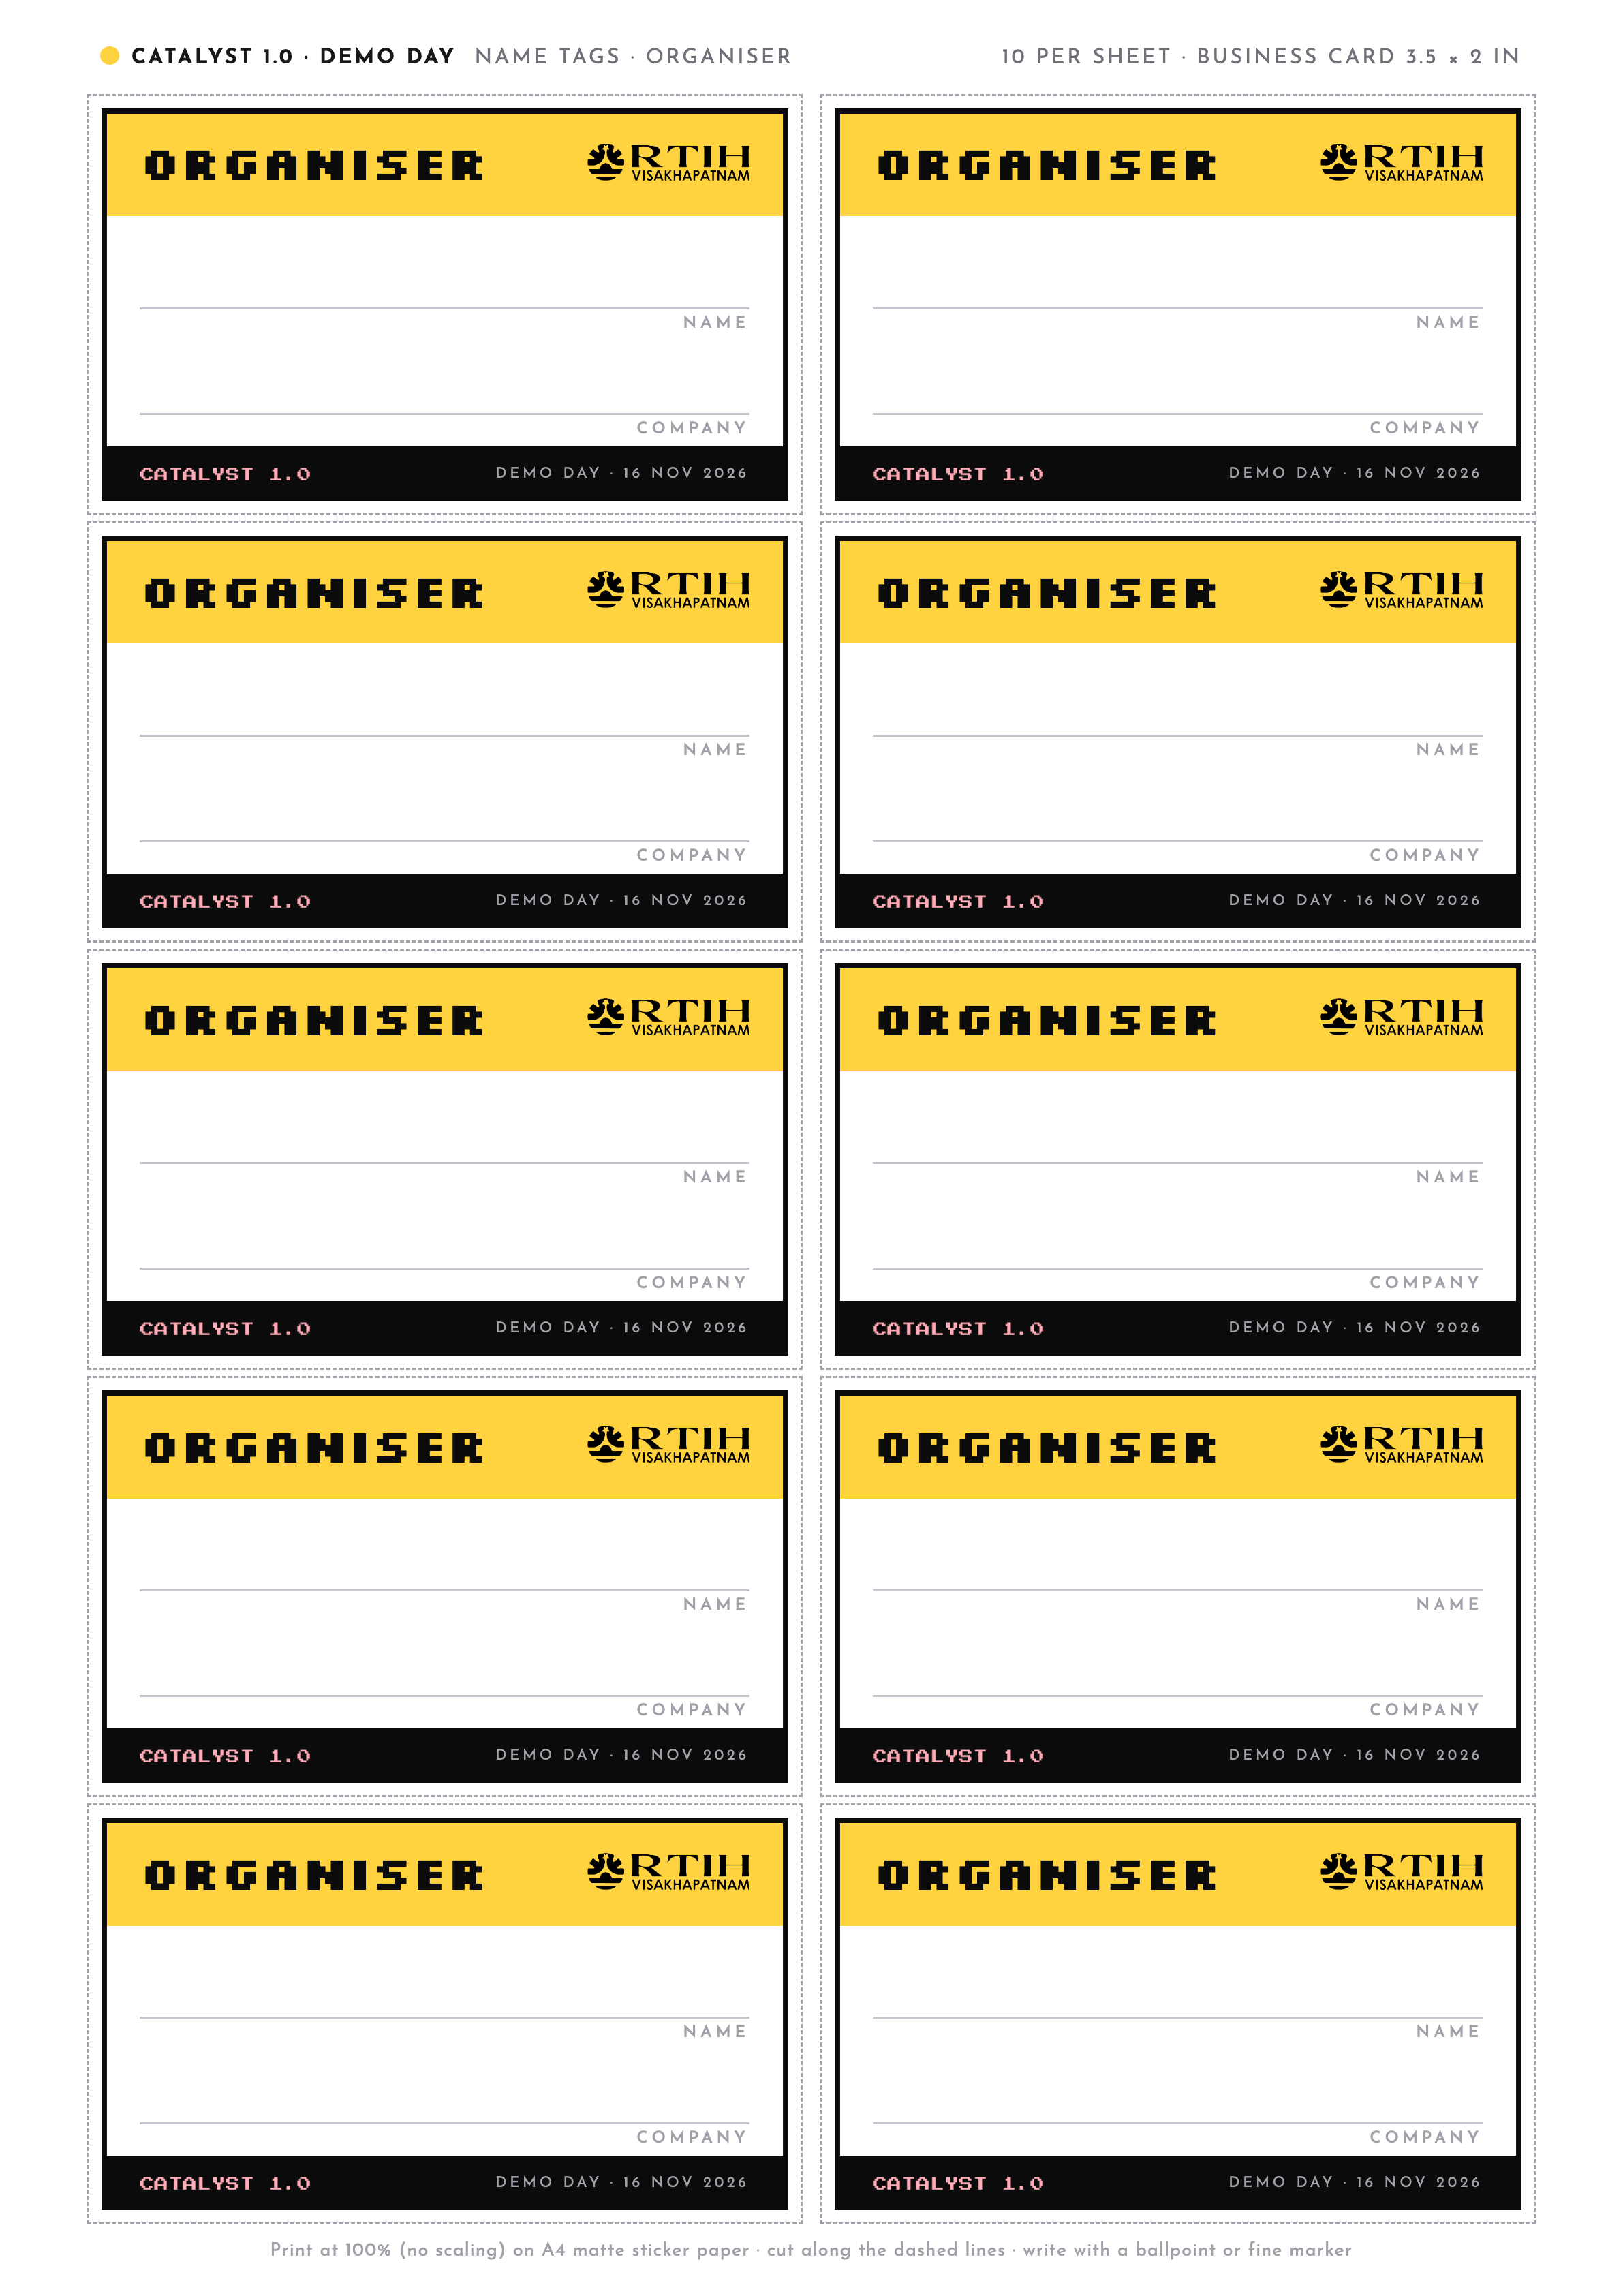 CATALYST 1.0 · DEMO DAY NAME TAGS · ORGANISER
10 PER SHEET · BUSINESS CARD 3.5 × 2 IN
ORGANISER
RTIH
VISAKHAPATNAM
NAME
COMPANY
CATALYST 1.0 DEMO DAY · 16 NOV 2026
ORGANISER
RTIH
VISAKHAPATNAM
NAME
COMPANY
CATALYST 1.0 DEMO DAY · 16 NOV 2026
ORGANISER
RTIH
VISAKHAPATNAM
NAME
COMPANY
CATALYST 1.0 DEMO DAY · 16 NOV 2026
ORGANISER
RTIH
VISAKHAPATNAM
NAME
COMPANY
CATALYST 1.0 DEMO DAY · 16 NOV 2026
ORGANISER
RTIH
VISAKHAPATNAM
NAME
COMPANY
CATALYST 1.0 DEMO DAY · 16 NOV 2026
ORGANISER
RTIH
VISAKHAPATNAM
NAME
COMPANY
CATALYST 1.0 DEMO DAY · 16 NOV 2026
ORGANISER
RTIH
VISAKHAPATNAM
NAME
COMPANY
CATALYST 1.0 DEMO DAY · 16 NOV 2026
ORGANISER
RTIH
VISAKHAPATNAM
NAME
COMPANY
CATALYST 1.0 DEMO DAY · 16 NOV 2026
ORGANISER
RTIH
VISAKHAPATNAM
NAME
COMPANY
CATALYST 1.0 DEMO DAY · 16 NOV 2026
ORGANISER
RTIH
VISAKHAPATNAM
NAME
COMPANY
CATALYST 1.0 DEMO DAY · 16 NOV 2026
Print at 100% (no scaling) on A4 matte sticker paper · cut along the dashed lines · write with a ballpoint or fine marker